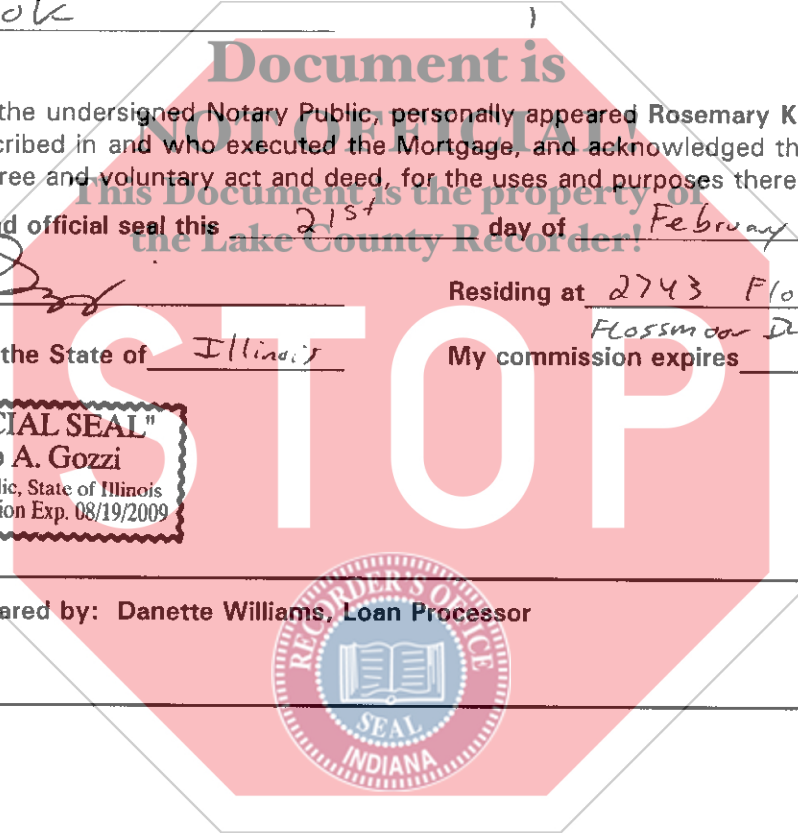 ok
Document is
the undersigned Notary Public, personally appeared Rosemary K
NOT OFFICIAL!
cribed in and who executed the Mortgage, and acknowledged th
ree and voluntary act and deed, for the uses and purposes there
This Document is the property of
d official seal this 21st day of February
the Lake County Recorder!
Residing at 2743 Flo
Flossmoor IL
the State of Illinois My commission expires
STOP
CIAL SEAL"
A. Gozzi
lic, State of Illinois
ion Exp. 08/19/2009
ared by: Danette Williams, Loan Processor
RECORDER'S OFFICE
SEAL
INDIANA